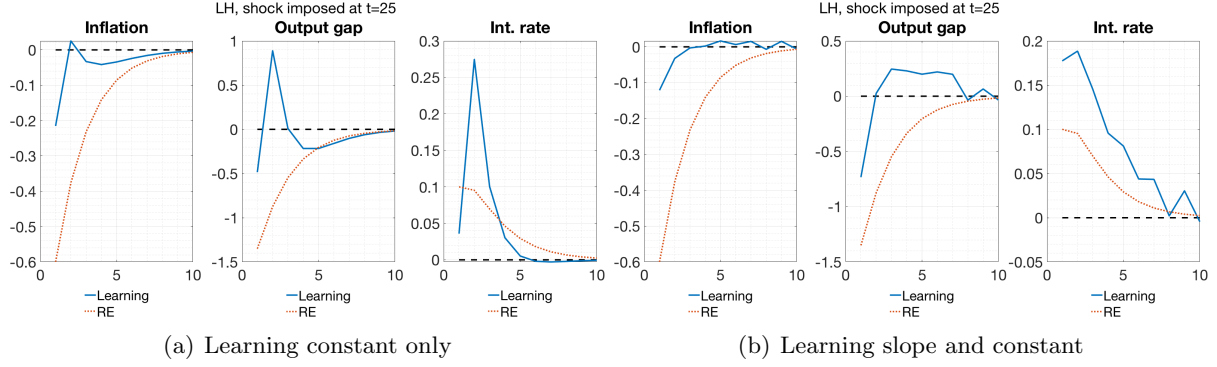 LH, shock imposed at t=25
Inflation
Output gap
Int. rate
0
-0.1
-0.2
-0.3
-0.4
-0.5
-0.6
0 5 10
1
0.5
0
-0.5
-1
-1.5
0 5 10
0.3
0.25
0.2
0.15
0.1
0.05
0
0 5 10
Learning
RE
Learning
RE
Learning
RE
(a) Learning constant only
LH, shock imposed at t=25
Inflation
Output gap
Int. rate
0
-0.1
-0.2
-0.3
-0.4
-0.5
-0.6
0 5 10
0.5
0
-0.5
-1
-1.5
0 5 10
0.2
0.15
0.1
0.05
0
-0.05
0 5 10
Learning
RE
Learning
RE
Learning
RE
(b) Learning slope and constant